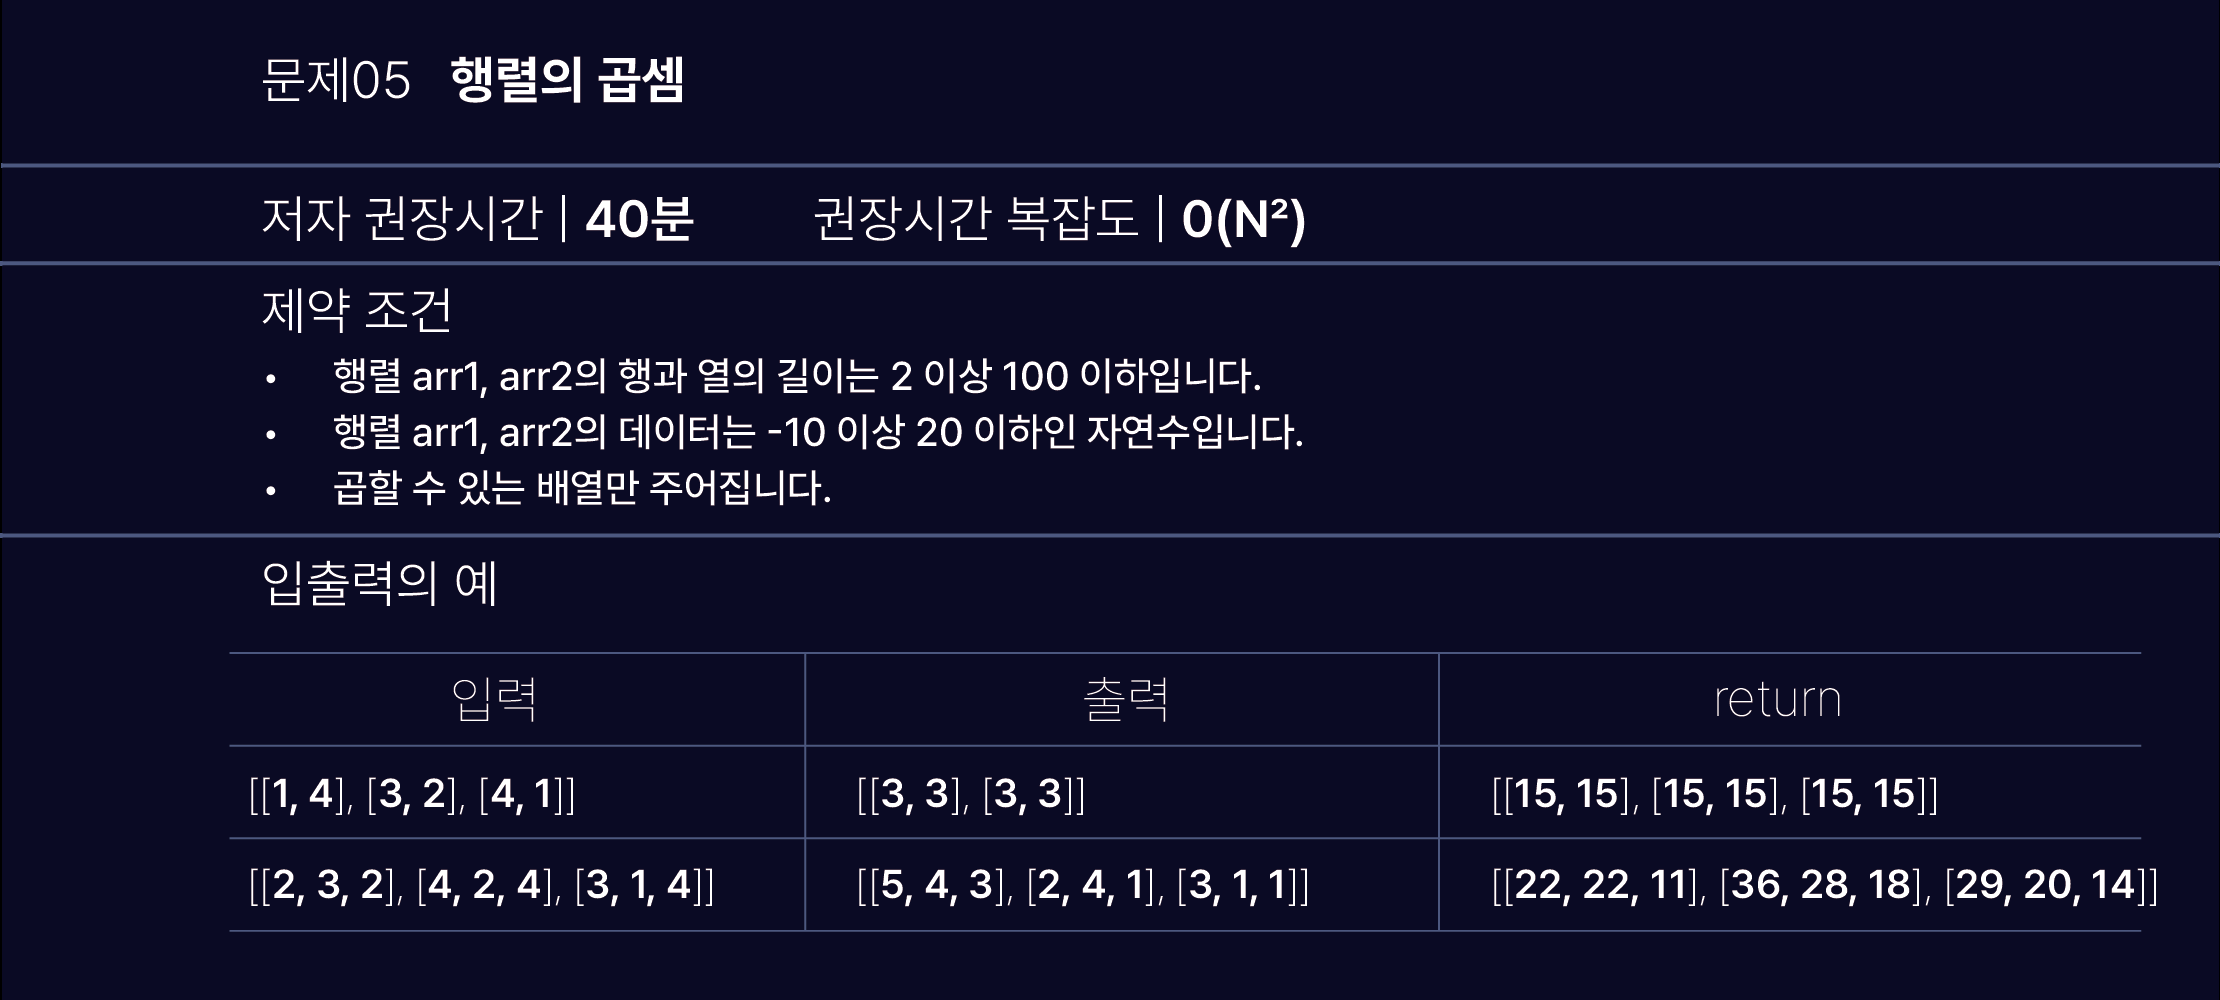 문제05 행렬의 곱셈
저자 권장시간 | 40분 권장시간 복잡도 | 0(N²)
제약 조건
• 행렬 arr1, arr2의 행과 열의 길이는 2 이상 100 이하입니다.
• 행렬 arr1, arr2의 데이터는 -10 이상 20 이하인 자연수입니다.
• 곱할 수 있는 배열만 주어집니다.
입출력의 예
입력 출력 return
[[1, 4], [3, 2], [4, 1]] [[3, 3], [3, 3]] [[15, 15], [15, 15], [15, 15]]
[[2, 3, 2], [4, 2, 4], [3, 1, 4]] [[5, 4, 3], [2, 4, 1], [3, 1, 1]] [[22, 22, 11], [36, 28, 18], [29, 20, 14]]